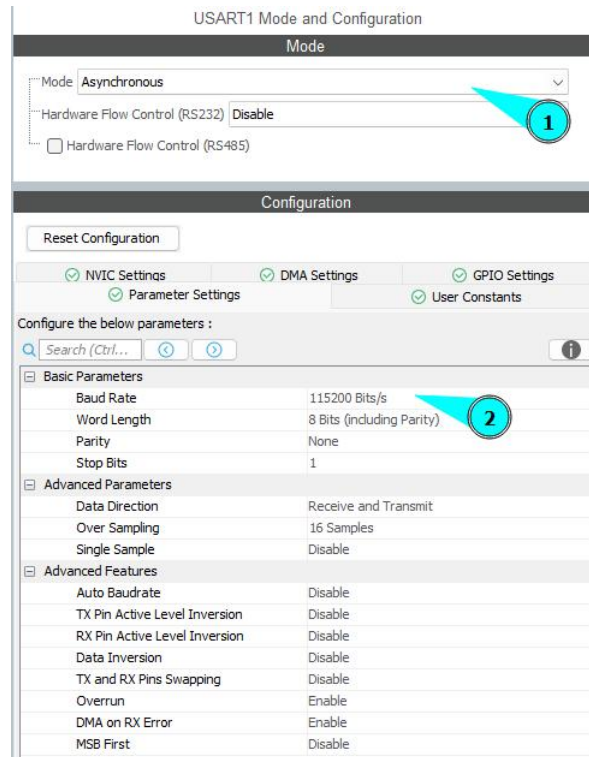 USART1 Mode and Configuration
Mode
Mode Asynchronous
Hardware Flow Control (RS232) Disable
1
Hardware Flow Control (RS485)
Configuration
Reset Configuration
NVIC Settings DMA Settings GPIO Settings
Parameter Settings User Constants
Configure the below parameters :
Search (Ctrl...
Basic Parameters
Baud Rate 115200 Bits/s
Word Length 8 Bits (including Parity)
2
Parity None
Stop Bits 1
Advanced Parameters
Data Direction Receive and Transmit
Over Sampling 16 Samples
Single Sample Disable
Advanced Features
Auto Baudrate Disable
TX Pin Active Level Inversion Disable
RX Pin Active Level Inversion Disable
Data Inversion Disable
TX and RX Pins Swapping Disable
Overrun Enable
DMA on RX Error Enable
MSB First Disable